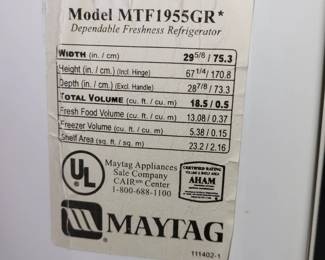 Model MTF1955GR*
Dependable Freshness Refrigerator
WIDTH (in. / cm) 29 5/8 / 75.3
Height (in. / cm.) (Incl. Hinge) 67 1/4 / 170.8
Depth (in. / cm.) (Excl. Handle) 28 7/8 / 73.3
TOTAL VOLUME (cu. ft. / cu. m) 18.5 / 0.5
Fresh Food Volume (cu. ft. / cu. m) 13.08 / 0.37
Freezer Volume (cu. ft. / cu. m) 5.38 / 0.15
Shelf Area (sq. ft. / sq. m) 23.2 / 2.16
UL
Maytag Appliances
Sale Company
CAIR Center
1-800-688-1100
CERTIFIED RATING
AHAM
MAYTAG
111402-1